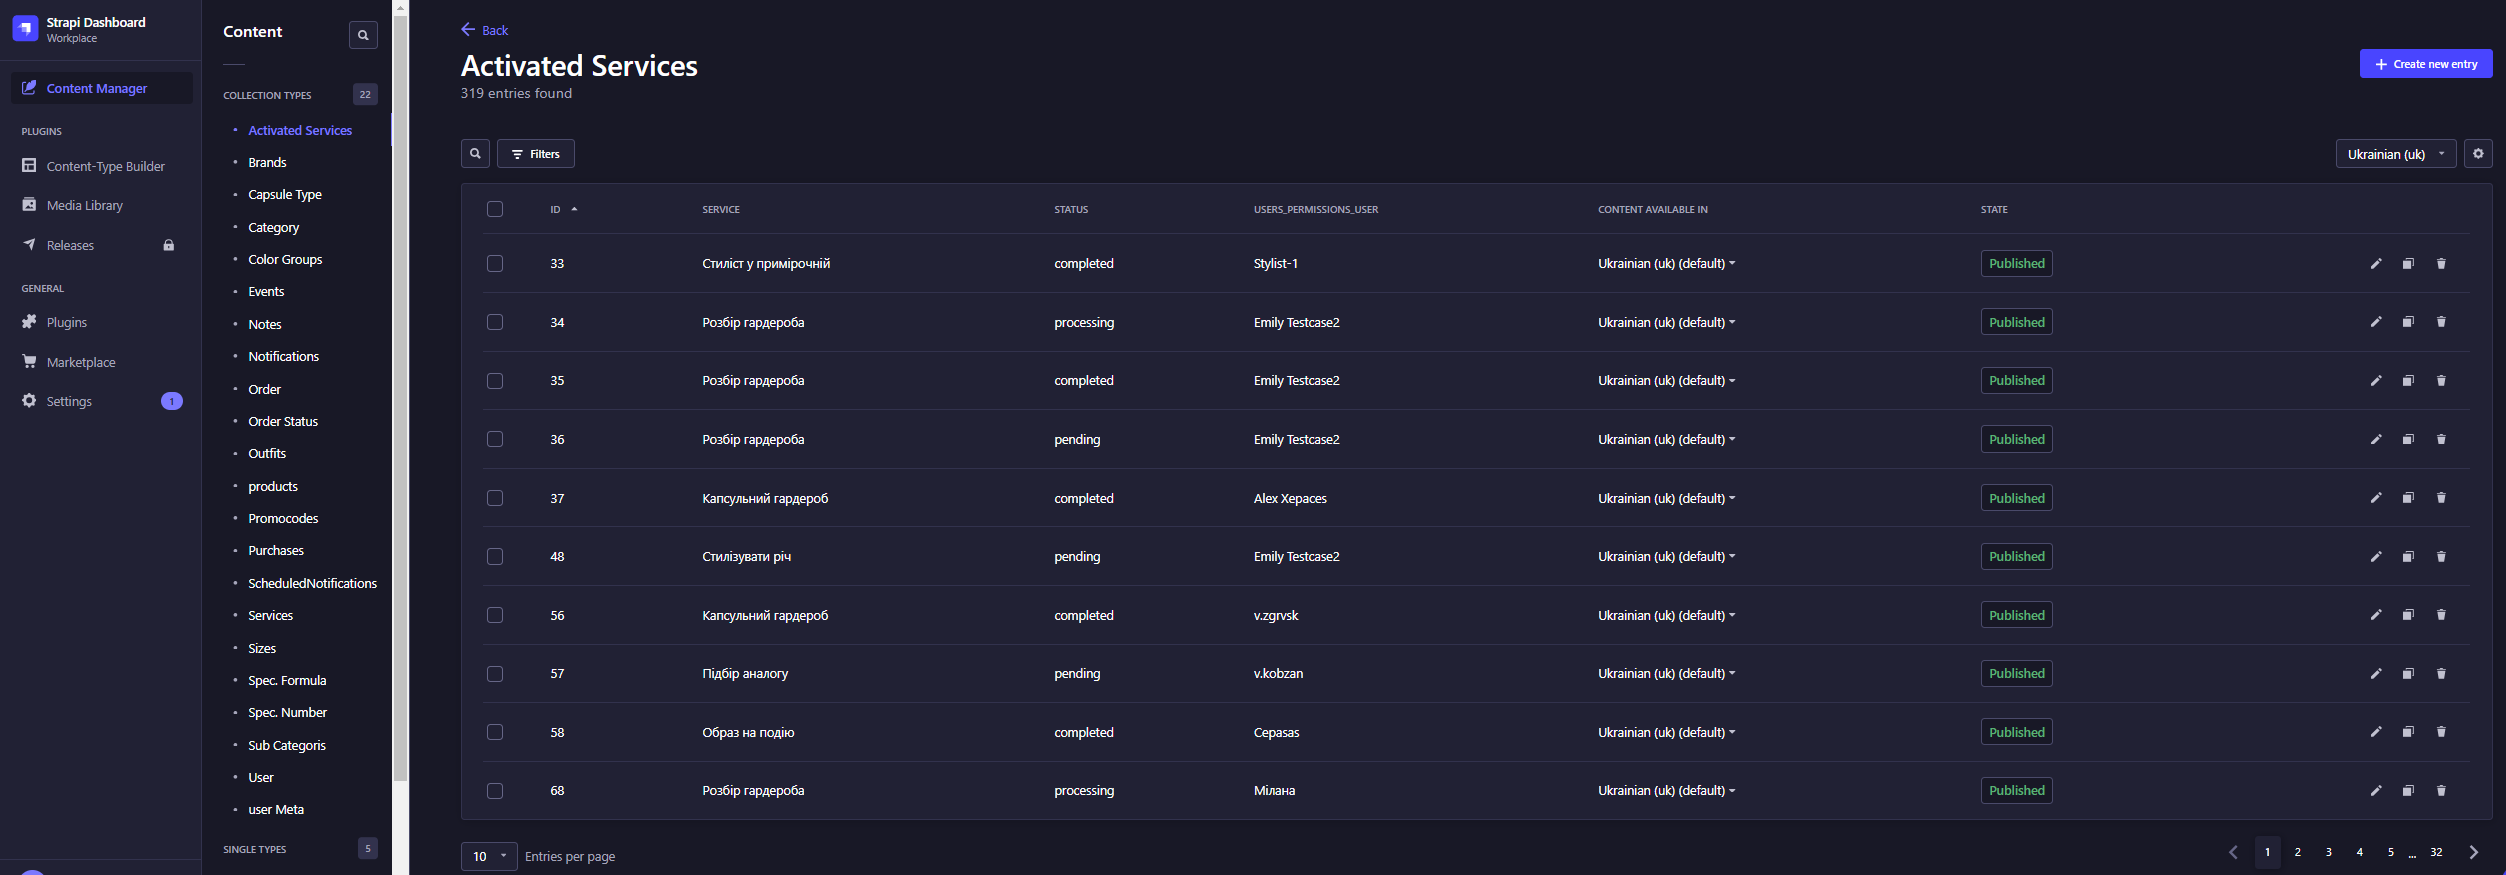 Strapi Dashboard
Workplace
Content Manager
PLUGINS
Content-Type Builder
Media Library
Releases
GENERAL
Plugins
Marketplace
Settings 1
Content
COLLECTION TYPES 22
Activated Services
Brands
Capsule Type
Category
Color Groups
Events
Notes
Notifications
Order
Order Status
Outfits
products
Promocodes
Purchases
ScheduledNotifications
Services
Sizes
Spec. Formula
Spec. Number
Sub Categoris
User
user Meta
SINGLE TYPES 5
Back
Activated Services
319 entries found
Create new entry
Filters
Ukrainian (uk)
ID SERVICE STATUS USERS_PERMISSIONS_USER CONTENT AVAILABLE IN STATE
33 Стиліст у примірочній completed Stylist-1 Ukrainian (uk) (default) Published
34 Розбір гардероба processing Emily Testcase2 Ukrainian (uk) (default) Published
35 Розбір гардероба completed Emily Testcase2 Ukrainian (uk) (default) Published
36 Розбір гардероба pending Emily Testcase2 Ukrainian (uk) (default) Published
37 Капсульний гардероб completed Alex Xepaces Ukrainian (uk) (default) Published
48 Стилізувати річ pending Emily Testcase2 Ukrainian (uk) (default) Published
56 Капсульний гардероб completed v.zgrvsk Ukrainian (uk) (default) Published
57 Підбір аналогу pending v.kobzan Ukrainian (uk) (default) Published
58 Образ на подію completed Cepasas Ukrainian (uk) (default) Published
68 Розбір гардероба processing Мілана Ukrainian (uk) (default) Published
10 Entries per page
1 2 3 4 5 ... 32